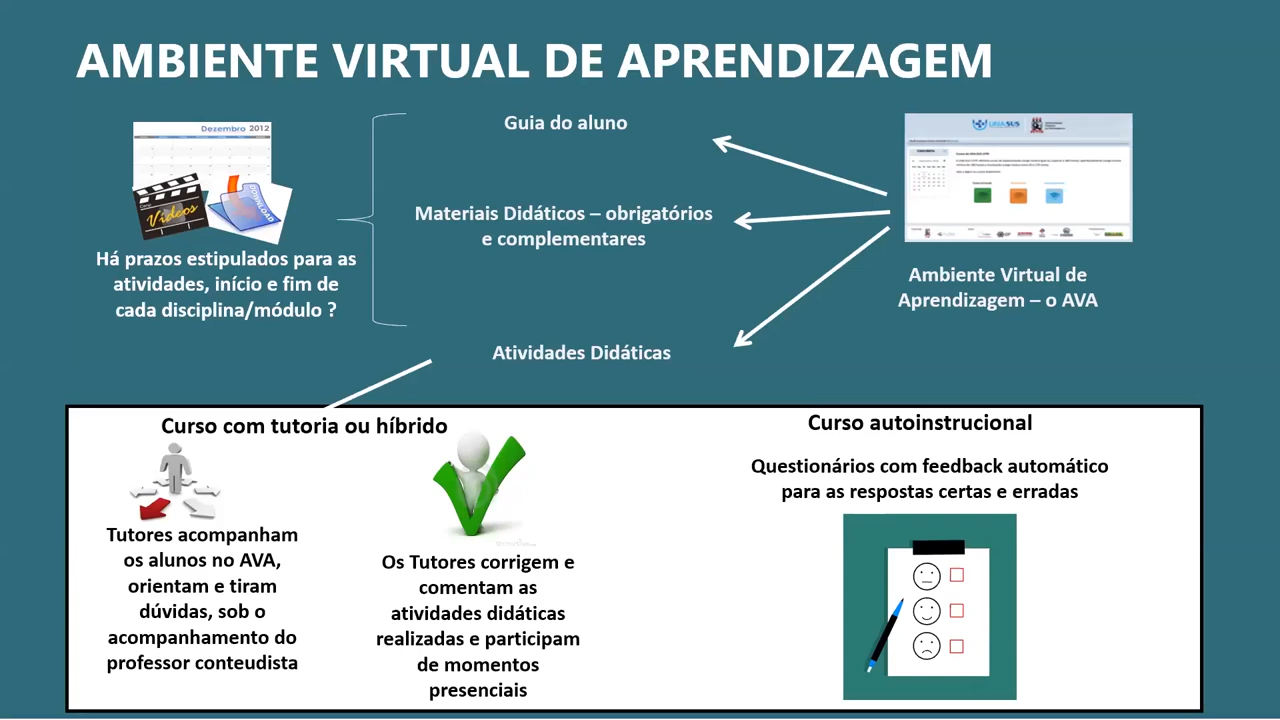 AMBIENTE VIRTUAL DE APRENDIZAGEM
Guia do aluno
Materiais Didáticos – obrigatórios
e complementares
Atividades Didáticas
Dezembro 2012
Vídeos
DOWNLOAD
Há prazos estipulados para as
atividades, início e fim de
cada disciplina/módulo ?
UNA-SUS
Ambiente Virtual de
Aprendizagem – o AVA
Curso com tutoria ou híbrido
Tutores acompanham
os alunos no AVA,
orientam e tiram
dúvidas, sob o
acompanhamento do
professor conteudista
Os Tutores corrigem e
comentam as
atividades didáticas
realizadas e participam
de momentos
presenciais
Curso autoinstrucional
Questionários com feedback automático
para as respostas certas e erradas